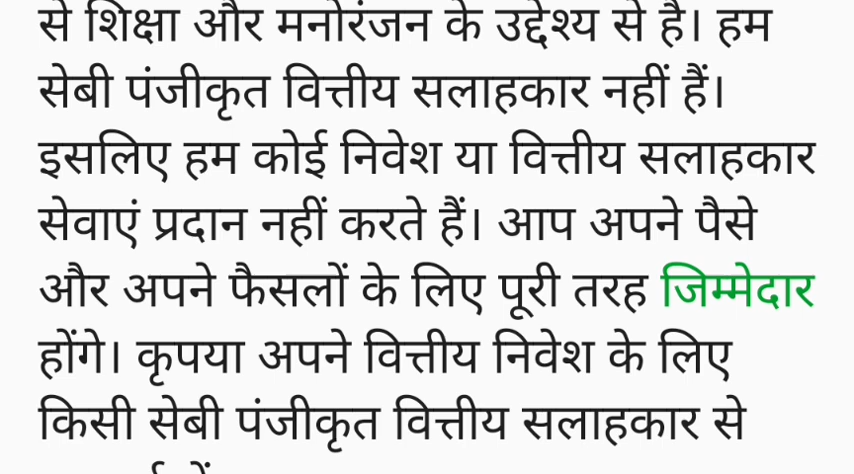 से शिक्षा और मनोरंजन के उद्देश्य से है। हम
सेबी पंजीकृत वित्तीय सलाहकार नहीं हैं।
इसलिए हम कोई निवेश या वित्तीय सलाहकार
सेवाएं प्रदान नहीं करते हैं। आप अपने पैसे
और अपने फैसलों के लिए पूरी तरह जिम्मेदार
होंगे। कृपया अपने वित्तीय निवेश के लिए
किसी सेबी पंजीकृत वित्तीय सलाहकार से